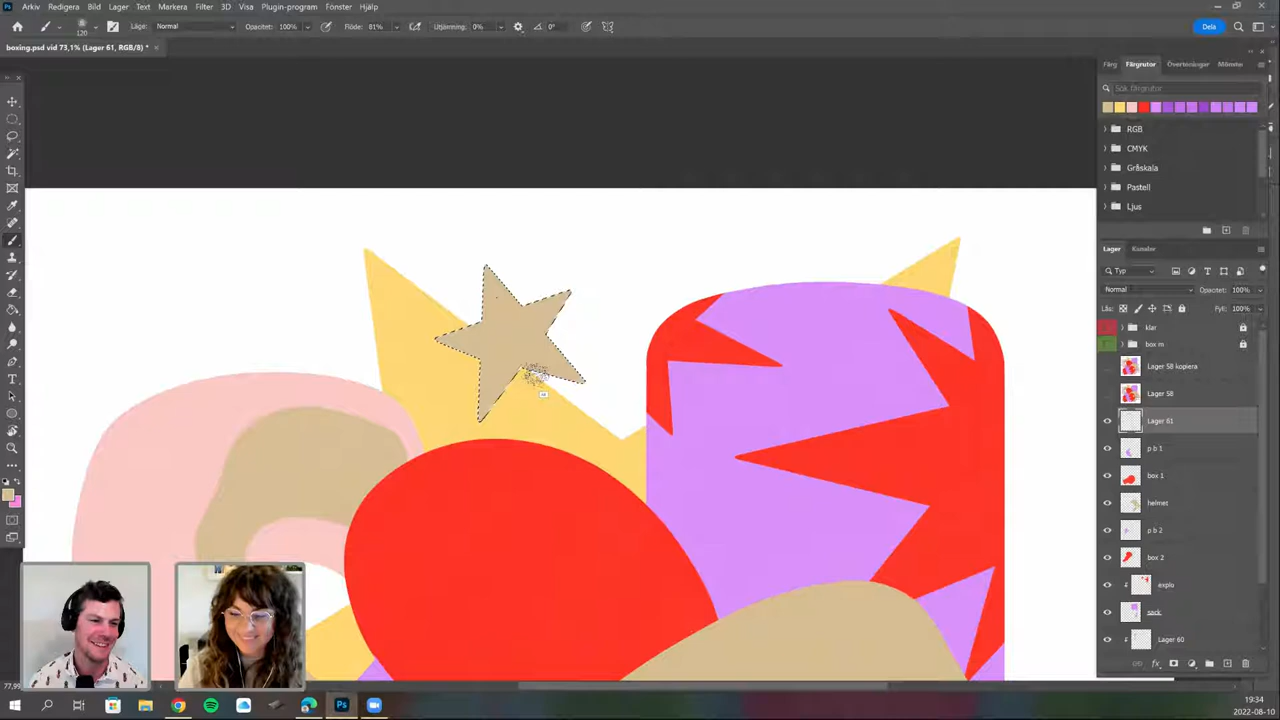 Arkiv Redigera Bild Lager Text Markera Filter 3D Visa Plugin-program Fönster Hjälp
120 Läge: Normal Opacitet: 100% Flöde: 81% Utjämning: 0% 0° Dela
boxing.psd vid 73,1% (Lager 61, RGB/8) *
Färg Färgrutor Övertoningar Mönster
Sök färgrutor
RGB
CMYK
Gråskala
Pastell
Ljus
Lager Kanaler
Typ
Normal Opacitet: 100%
Lås: Fyll: 100%
klar
box m
Lager 58 kopiera
Lager 58
Lager 61
p b 1
box 1
helmet
p b 2
box 2
explo
sack
Lager 60
19:34
2022-08-10